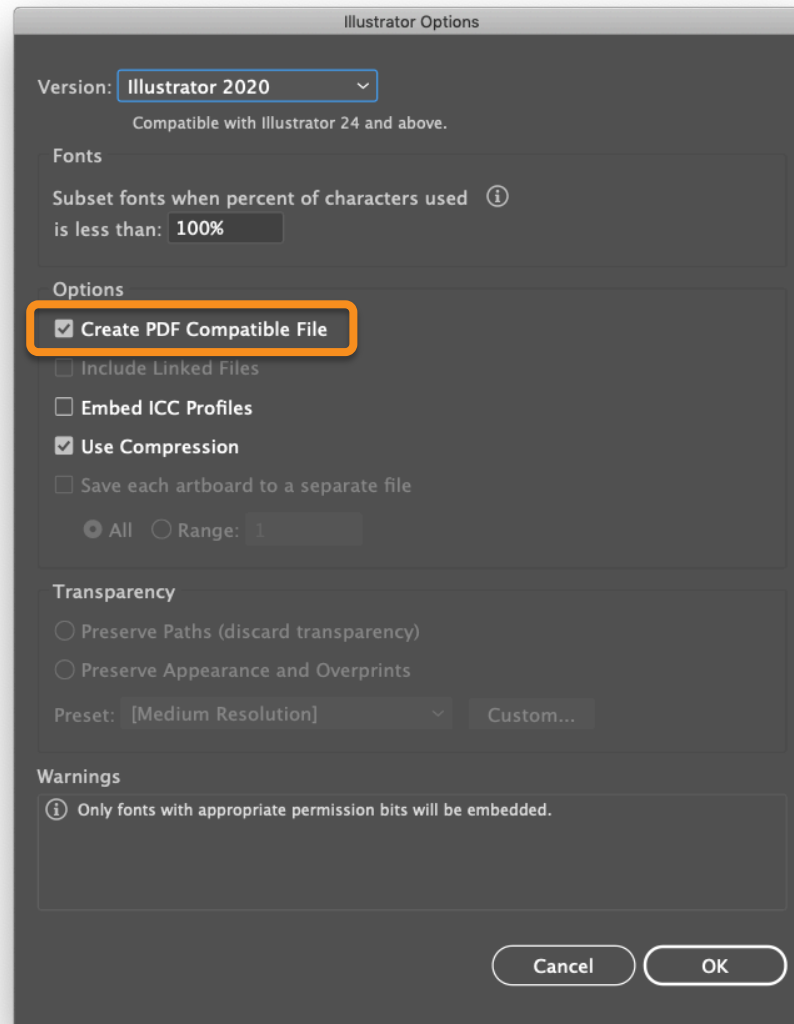 Illustrator Options
Version: Illustrator 2020
Compatible with Illustrator 24 and above.
Fonts
Subset fonts when percent of characters used
is less than: 100%
Options
Create PDF Compatible File
Include Linked Files
Embed ICC Profiles
Use Compression
Save each artboard to a separate file
All Range: 1
Transparency
Preserve Paths (discard transparency)
Preserve Appearance and Overprints
Preset: [Medium Resolution] Custom...
Warnings
Only fonts with appropriate permission bits will be embedded.
Cancel OK